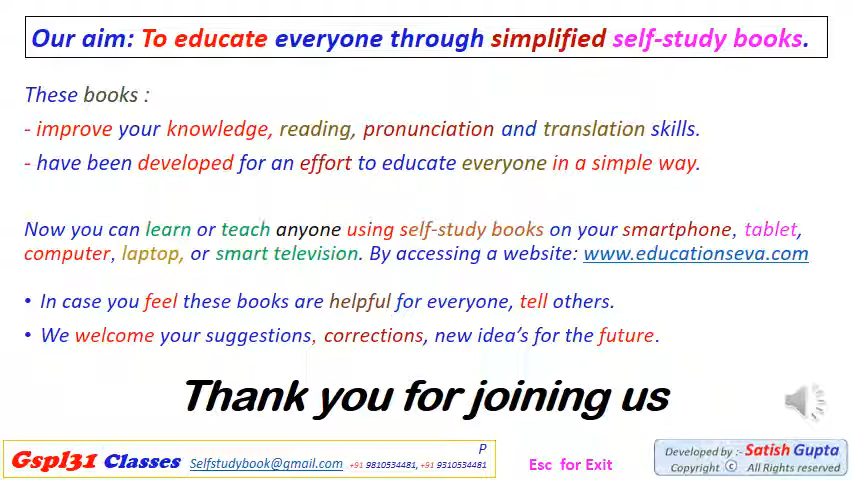 Our aim: To educate everyone through simplified self-study books.
These books :
- improve your knowledge, reading, pronunciation and translation skills.
- have been developed for an effort to educate everyone in a simple way.
Now you can learn or teach anyone using self-study books on your smartphone, tablet,
computer, laptop, or smart television. By accessing a website: www.educationseva.com
• In case you feel these books are helpful for everyone, tell others.
• We welcome your suggestions, corrections, new idea's for the future.
Thank you for joining us
P
Gspl31 Classes Selfstudybook@gmail.com +91 9810534481, +91 9310534481
Esc for Exit
Developed by :- Satish Gupta
Copyright © All Rights reserved